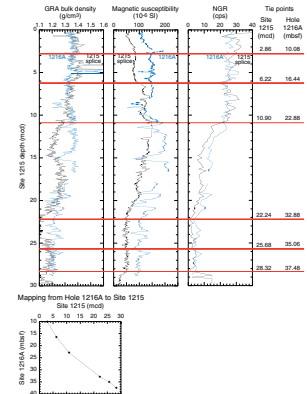 GRA bulk density
(g/cm³)
1.1 1.2 1.3 1.4 1.5 1.6
Magnetic susceptibility
(10-6 SI)
0 100 200
NGR
(cps)
0 10 20 30 40
Tie points
Site 1215 (mcd)
Hole 1216A (mbsf)
1216A
1215 splice
1215 splice
1216A
1216A
1215 splice
2.86 10.08
6.22 16.44
10.90 22.88
22.24 32.88
25.68 35.06
28.32 37.48
Site 1215 depth (mcd)
0
5
10
15
20
25
30
Mapping from Hole 1216A to Site 1215
Site 1215 (mcd)
0 10 20 30
Site 1216A (mbsf)
10
15
20
25
30
35
40